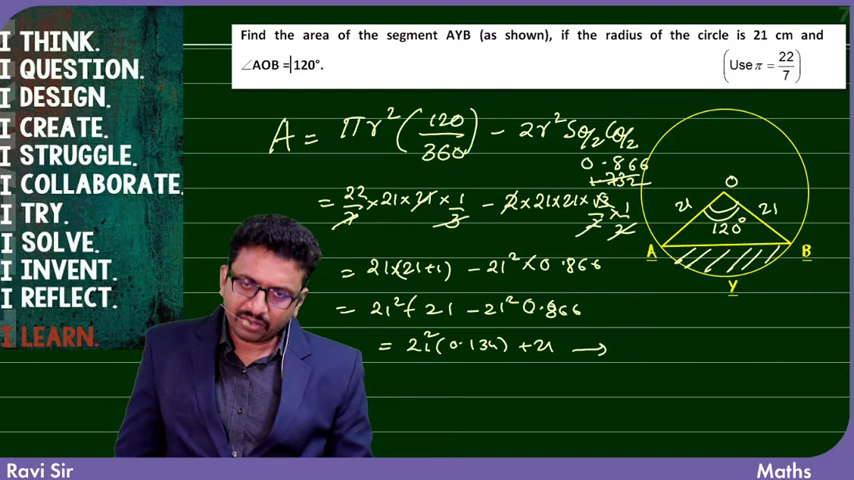 I THINK.
I QUESTION.
I DESIGN.
I CREATE.
I STRUGGLE.
I COLLABORATE.
I TRY.
I SOLVE.
I INVENT.
I REFLECT.
I LEARN.
Find the area of the segment AYB (as shown), if the radius of the circle is 21 cm and
∠AOB = 120°. (Use π = 22/7)
A = πr² (120/360) – 2r² Sinθ/2 Cosθ/2
0.866
1.732
= 22/7 × 21 × 21 × 1/3 – 2 × 21 × 21 × √3/2 × 1/2
= 21×(21+1) – 21² × 0.866
= 21² + 21 – 21² 0.866
= 21² (0.134) + 21 →
O
21 21
120°
A B
Y
Ravi Sir Maths